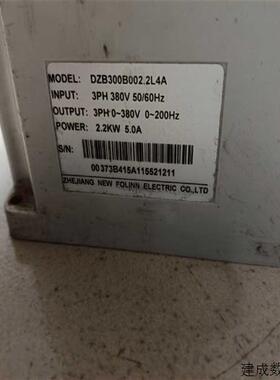 MODEL: DZB300B002.2L4A
INPUT: 3PH 380V 50/60Hz
OUTPUT: 3PH 0~380V 0~200Hz
POWER: 2.2KW 5.0A
S/N:
00373B415A115521211
ZHEJIANG NEW FOLINN ELECTRIC CO.,LTD
建成数